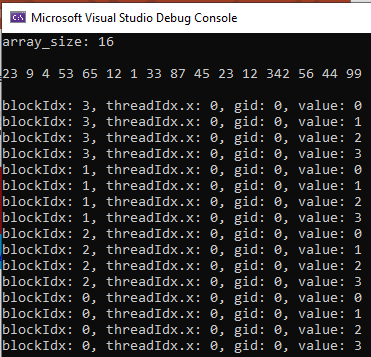 Microsoft Visual Studio Debug Console
array_size: 16
23 9 4 53 65 12 1 33 87 45 23 12 342 56 44 99
blockIdx: 3, threadIdx.x: 0, gid: 0, value: 0
blockIdx: 3, threadIdx.x: 0, gid: 0, value: 1
blockIdx: 3, threadIdx.x: 0, gid: 0, value: 2
blockIdx: 3, threadIdx.x: 0, gid: 0, value: 3
blockIdx: 1, threadIdx.x: 0, gid: 0, value: 0
blockIdx: 1, threadIdx.x: 0, gid: 0, value: 1
blockIdx: 1, threadIdx.x: 0, gid: 0, value: 2
blockIdx: 1, threadIdx.x: 0, gid: 0, value: 3
blockIdx: 2, threadIdx.x: 0, gid: 0, value: 0
blockIdx: 2, threadIdx.x: 0, gid: 0, value: 1
blockIdx: 2, threadIdx.x: 0, gid: 0, value: 2
blockIdx: 2, threadIdx.x: 0, gid: 0, value: 3
blockIdx: 0, threadIdx.x: 0, gid: 0, value: 0
blockIdx: 0, threadIdx.x: 0, gid: 0, value: 1
blockIdx: 0, threadIdx.x: 0, gid: 0, value: 2
blockIdx: 0, threadIdx.x: 0, gid: 0, value: 3